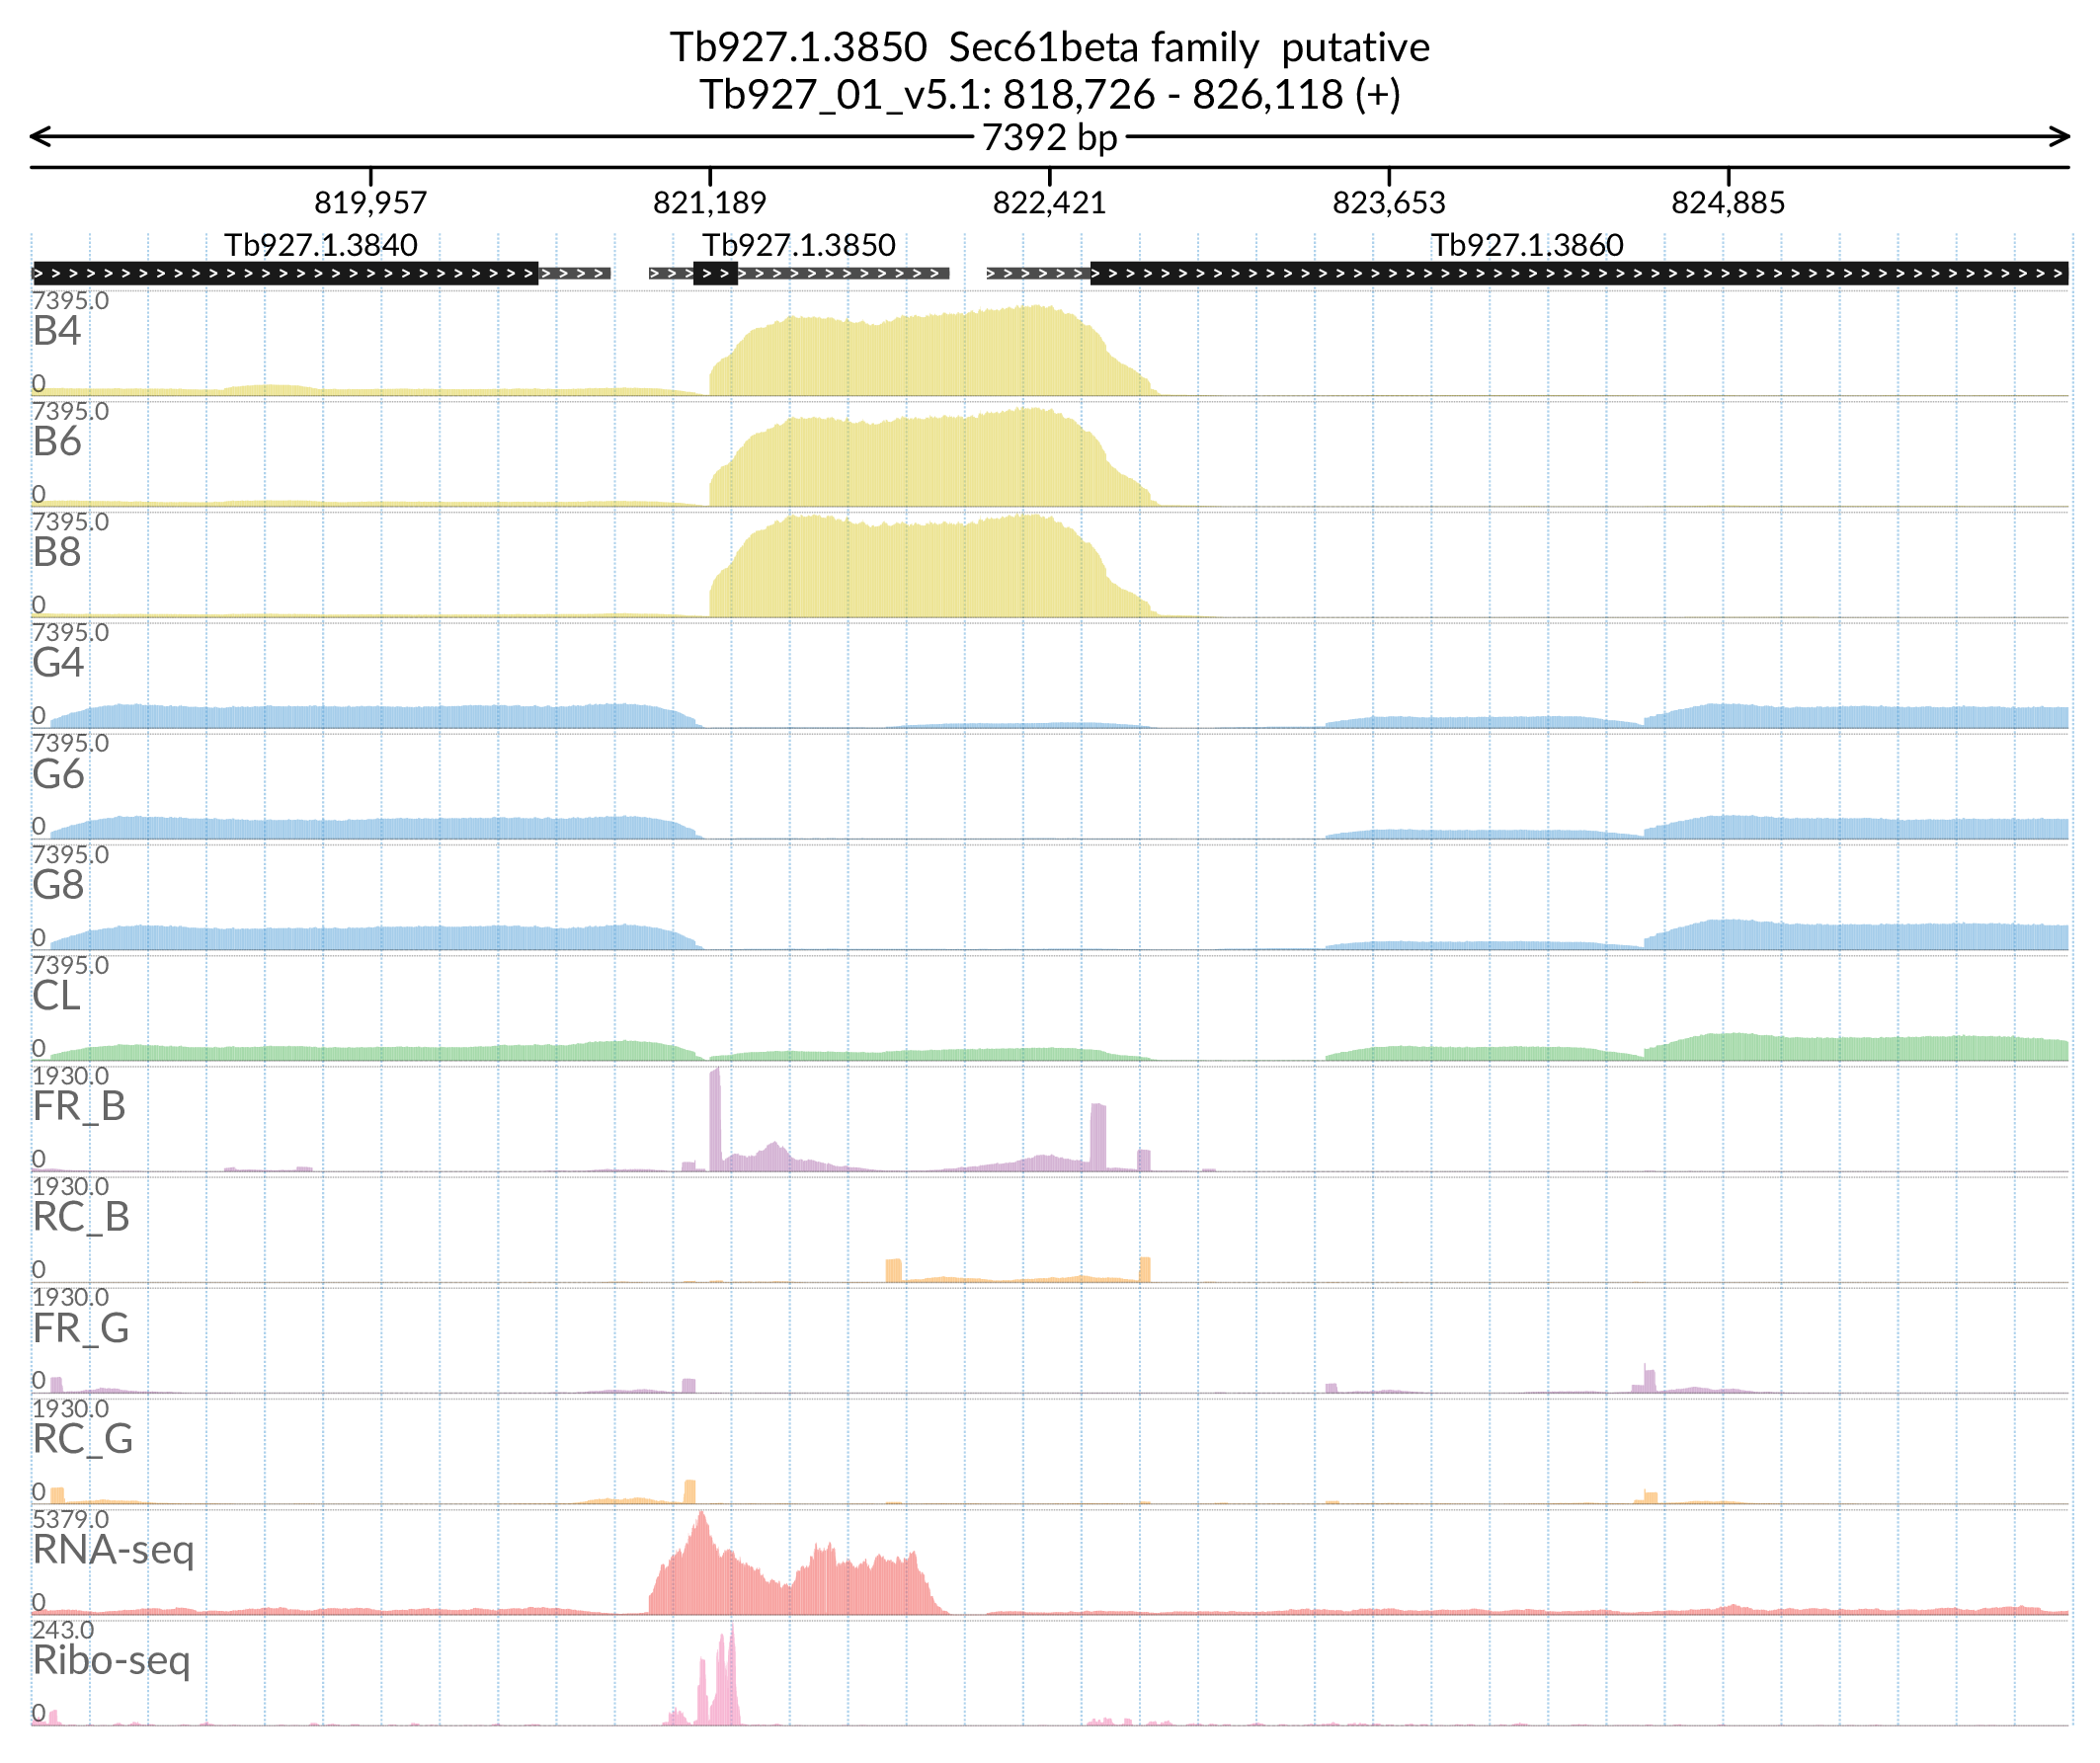 Tb927.1.3850  Sec61beta family  putative
Tb927_01_v5.1: 818,726 - 826,118 (+)
7392 bp
819,957 821,189 822,421 823,653 824,885
Tb927.1.3840 Tb927.1.3850 Tb927.1.3860
7395.0
B4
0
7395.0
B6
0
7395.0
B8
0
7395.0
G4
0
7395.0
G6
0
7395.0
G8
0
7395.0
CL
0
1930.0
FR_B
0
1930.0
RC_B
0
1930.0
FR_G
0
1930.0
RC_G
0
5379.0
RNA-seq
0
243.0
Ribo-seq
0